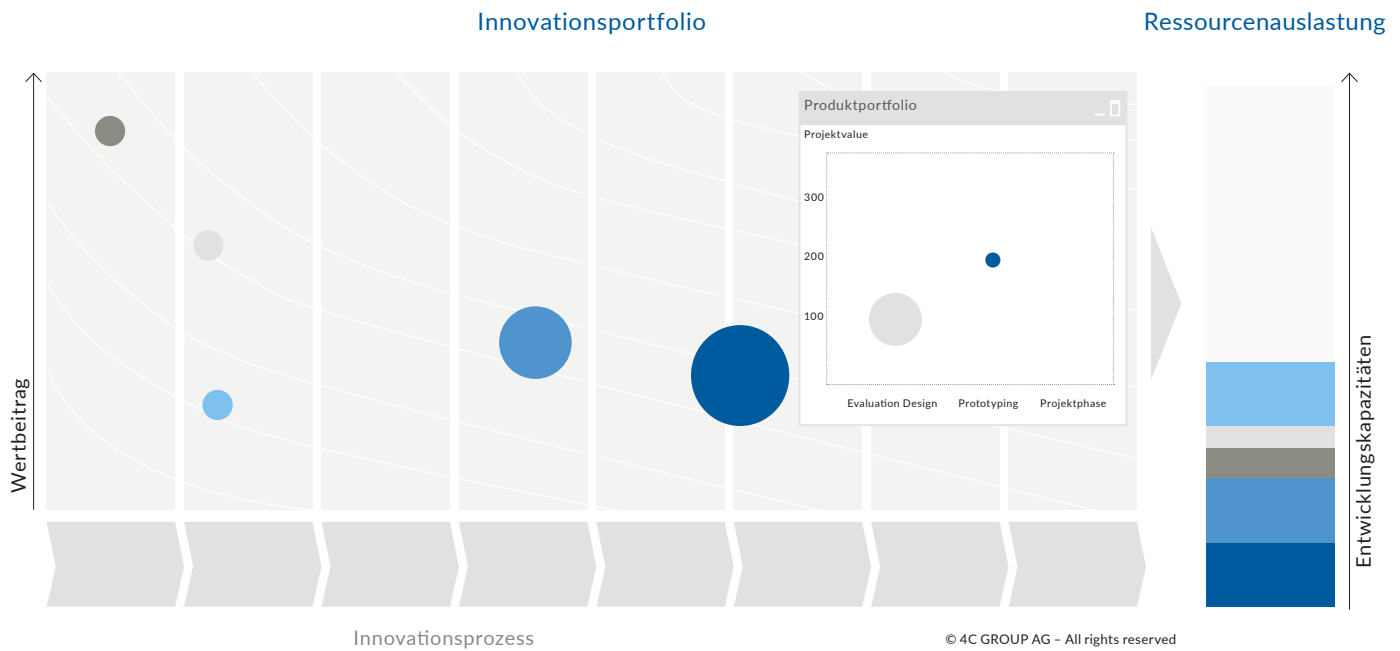 Innovationsportfolio
Ressourcenauslastung
Wertbeitrag
Produktportfolio
Projektvalue
300
200
100
Evaluation Design
Prototyping
Projektphase
Entwicklungskapazitäten
Innovationsprozess
© 4C GROUP AG – All rights reserved